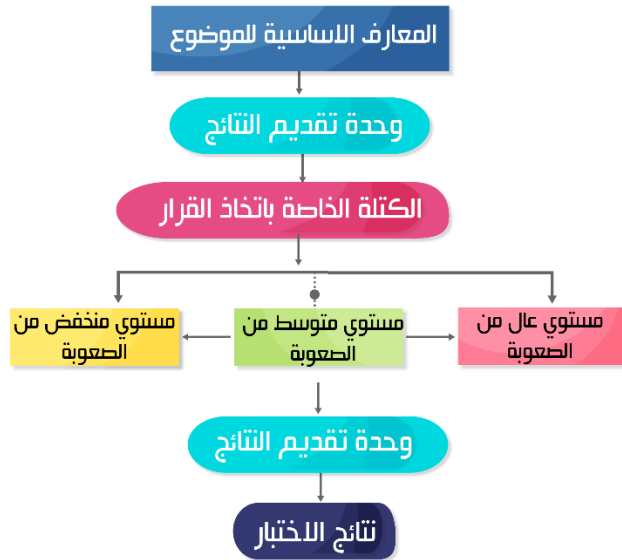 المعارف الاساسية للموضوع
وحدة تقديم النتائج
الكتلة الخاصة باتخاذ القرار
مستوي عال من
الصعوبة
مستوي متوسط من
الصعوبة
مستوي منخفض من
الصعوبة
وحدة تقديم النتائج
نتائج الاختبار